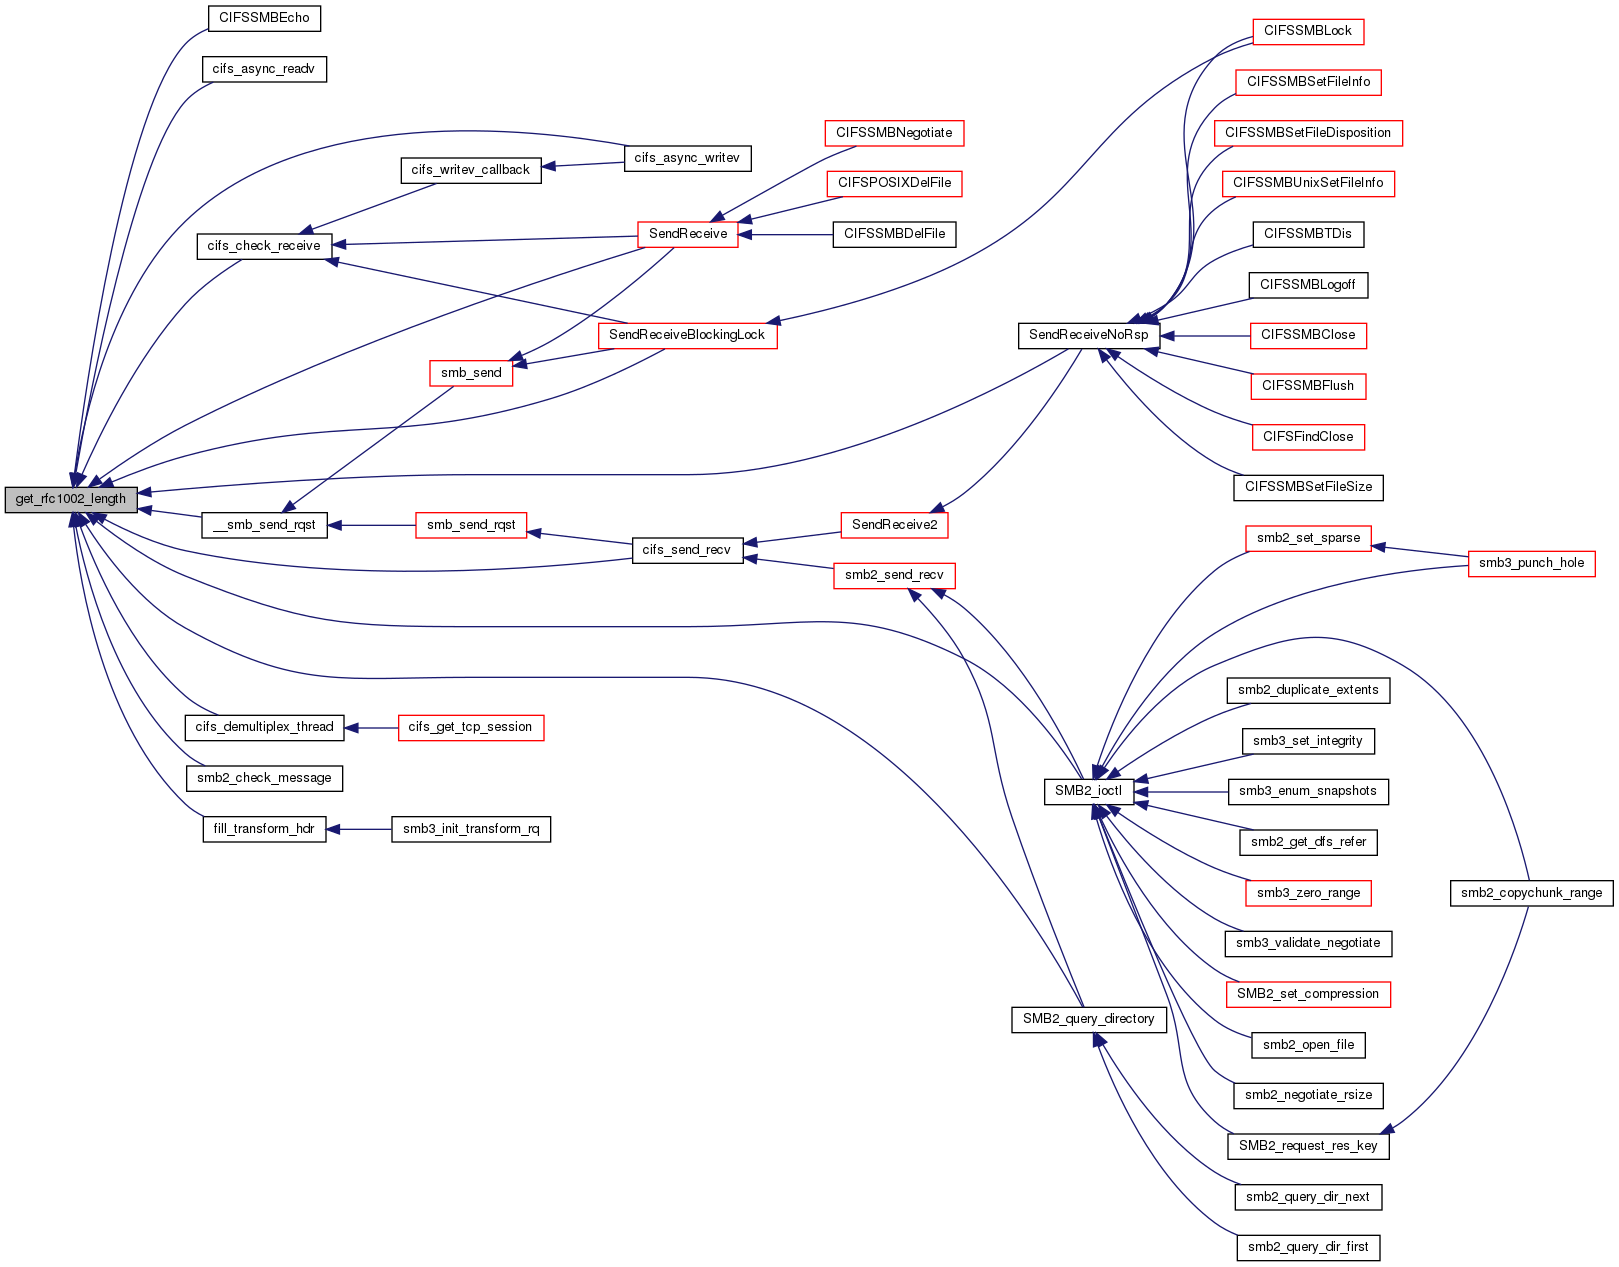 CIFSSMBEcho
cifs_async_readv
cifs_async_writev
cifs_writev_callback
cifs_check_receive
CIFSSMBNegotiate
CIFSPOSIXDelFile
CIFSSMBDelFile
SendReceive
SendReceiveBlockingLock
smb_send
get_rfc1002_length
__smb_send_rqst
smb_send_rqst
cifs_send_recv
SendReceive2
smb2_send_recv
cifs_demultiplex_thread
cifs_get_tcp_session
smb2_check_message
fill_transform_hdr
smb3_init_transform_rq
CIFSSMBLock
CIFSSMBSetFileInfo
CIFSSMBSetFileDisposition
CIFSSMBUnixSetFileInfo
CIFSSMBTDis
CIFSSMBLogoff
SendReceiveNoRsp
CIFSSMBClose
CIFSSMBFlush
CIFSFindClose
CIFSSMBSetFileSize
smb2_set_sparse
smb3_punch_hole
smb2_duplicate_extents
smb3_set_integrity
SMB2_ioctl
smb3_enum_snapshots
smb2_get_dfs_refer
smb3_zero_range
smb2_copychunk_range
smb3_validate_negotiate
SMB2_set_compression
SMB2_query_directory
smb2_open_file
smb2_negotiate_rsize
SMB2_request_res_key
smb2_query_dir_next
smb2_query_dir_first